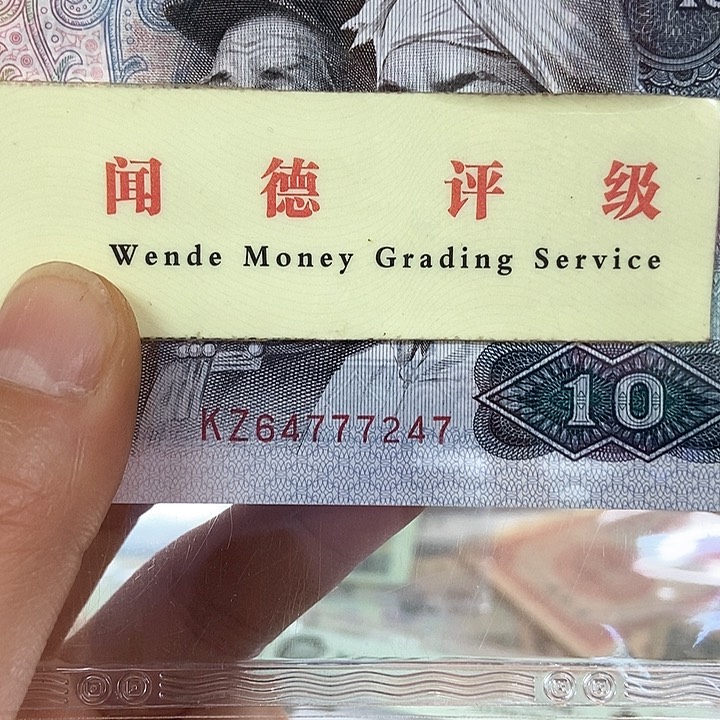 闻德评级
Wende Money Grading Service
KZ64777247
10